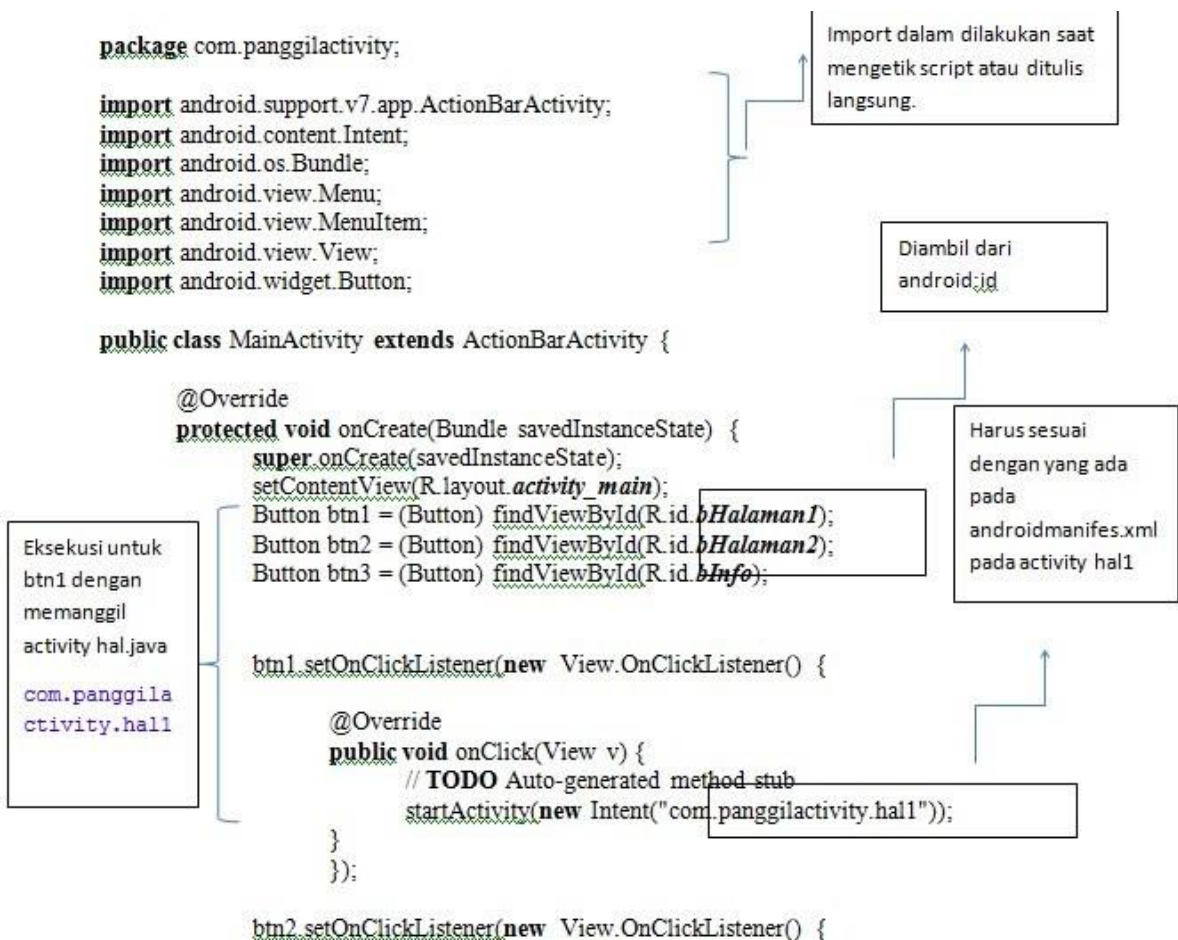 package com.panggilactivity;
import android.support.v7.app.ActionBarActivity;
import android.content.Intent;
import android.os.Bundle;
import android.view.Menu;
import android.view.MenuItem;
import android.view.View;
import android.widget.Button;
Import dalam dilakukan saat
mengetik script atau ditulis
langsung.
Diambil dari
android:id
public class MainActivity extends ActionBarActivity {
@Override
protected void onCreate(Bundle savedInstanceState) {
super.onCreate(savedInstanceState);
setContentView(R.layout.activity_main);
Button btn1 = (Button) findViewById(R.id.bHalaman1);
Button btn2 = (Button) findViewById(R.id.bHalaman2);
Button btn3 = (Button) findViewById(R.id.bInfo);
Harus sesuai
dengan yang ada
pada
androidmanifes.xml
pada activity hal1
Eksekusi untuk
btn1 dengan
memanggil
activity hal.java
com.panggila
ctivity.hal1
btn1.setOnClickListener(new View.OnClickListener() {
@Override
public void onClick(View v) {
// TODO Auto-generated method stub
startActivity(new Intent("com.panggilactivity.hal1"));
}
});
btn2.setOnClickListener(new View.OnClickListener() {